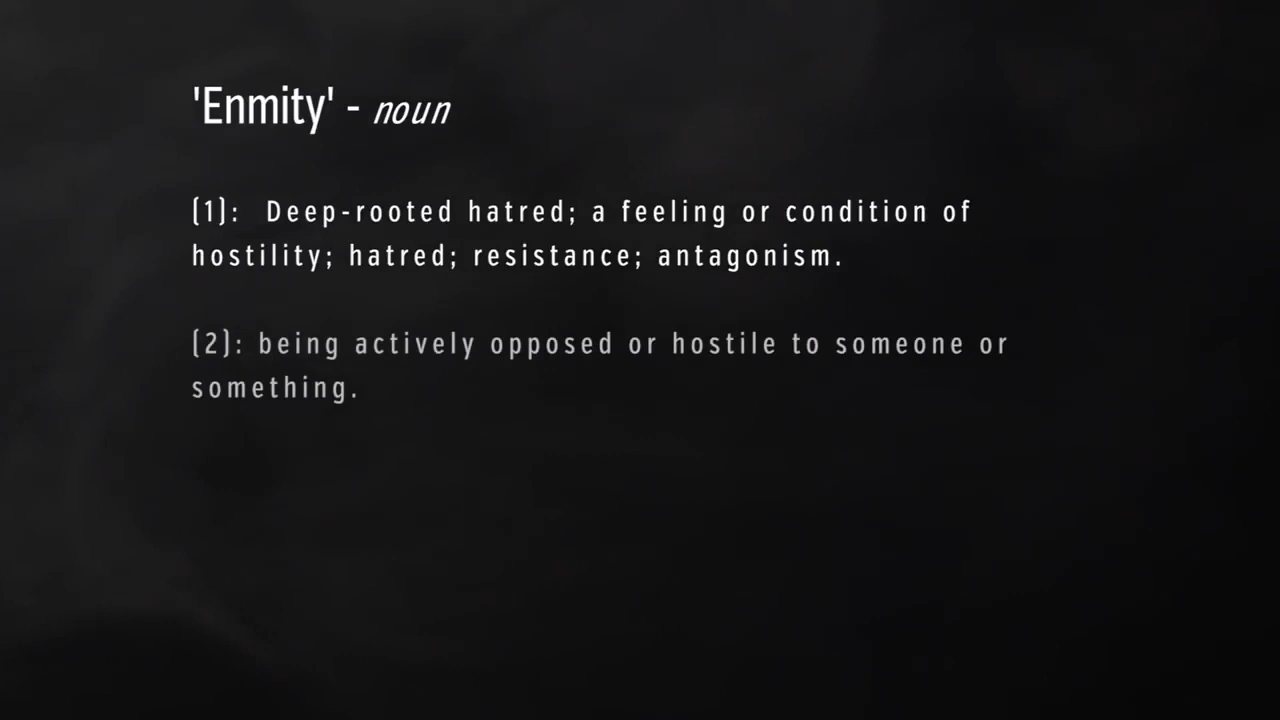 'Enmity' - noun
(1): Deep-rooted hatred; a feeling or condition of
hostility; hatred; resistance; antagonism.
(2): being actively opposed or hostile to someone or
something.